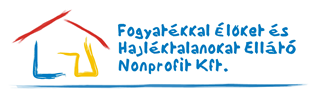 Fogyatékkal Élőket és
Hajléktalanokat Ellátó
Nonprofit Kft.